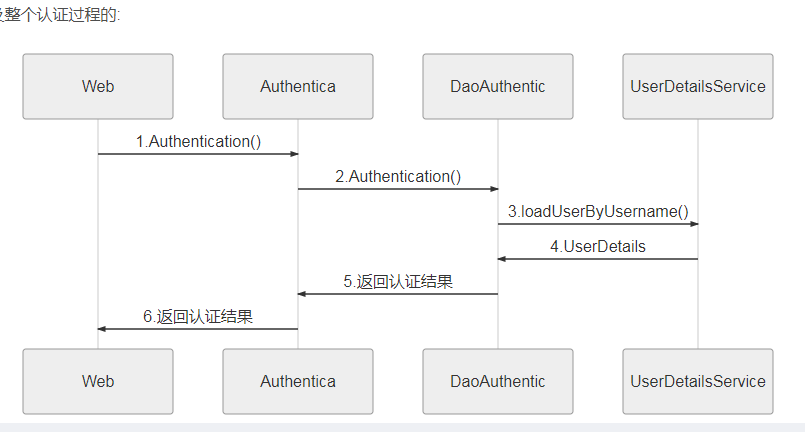 及整个认证过程的:
Web Authentica DaoAuthentic UserDetailsService
1.Authentication()
2.Authentication()
3.loadUserByUsername()
4.UserDetails
5.返回认证结果
6.返回认证结果
Web Authentica DaoAuthentic UserDetailsService